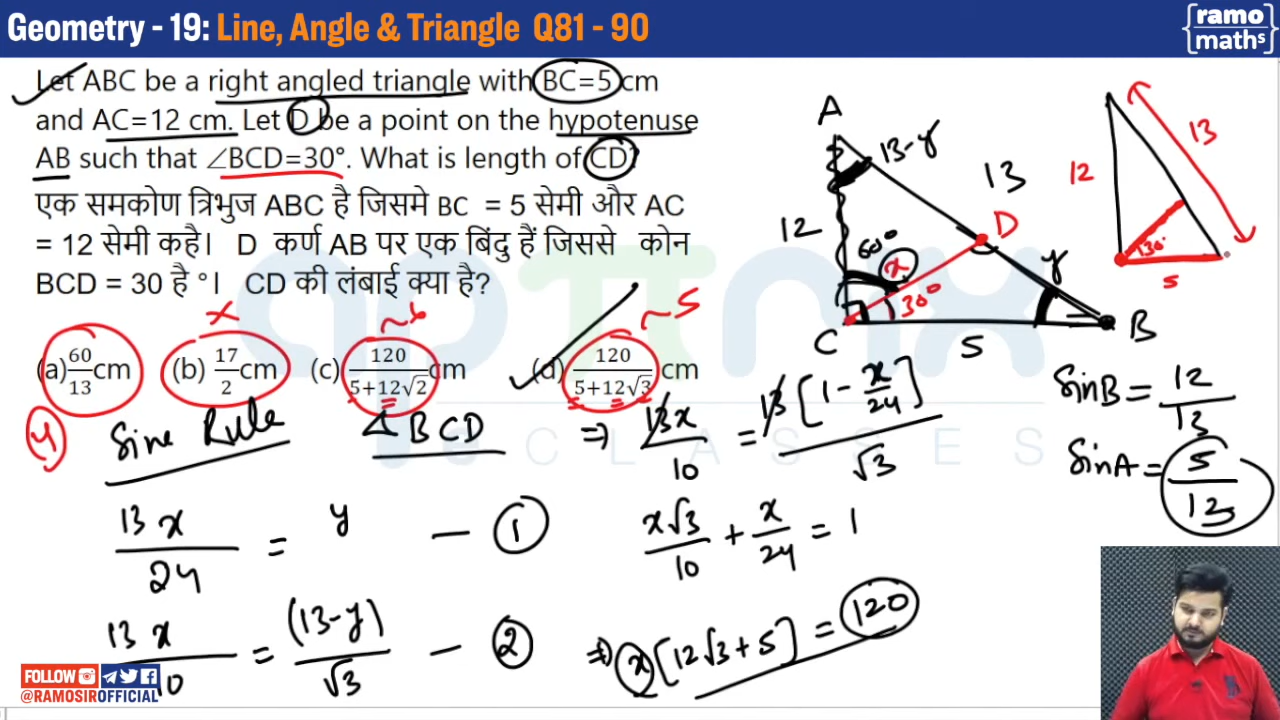 Geometry - 19: Line, Angle & Triangle Q81 - 90
ramo
maths
Let ABC be a right angled triangle with BC=5 cm
and AC=12 cm. Let D be a point on the hypotenuse
AB such that ∠BCD=30°. What is length of CD?
एक समकोण त्रिभुज ABC है जिसमे BC = 5 सेमी और AC
= 12 सेमी कहै। D कर्ण AB पर एक बिंदु हैं जिससे कोन
BCD = 30 है °। CD की लंबाई क्या है?
x ~6 ~5
(a) 60/13 cm (b) 17/2 cm (c) 120/(5+12√2) cm (d) 120/(5+12√3) cm
A
13-y
13
12
D
60°
x
30°
y
C
5
B
12
13
30°
5
Sine Rule ΔBCD
13x/24 = y — 1
13x/10 = (13-y)/√3 — 2
⇒ 13x/10 = 13[1 - x/24]/√3
x√3/10 + x/24 = 1
⇒ x[12√3+5] = 120
SinB = 12/13
SinA = 5/13
CLASSES
FOLLOW
@RAMOSIROFFICIAL